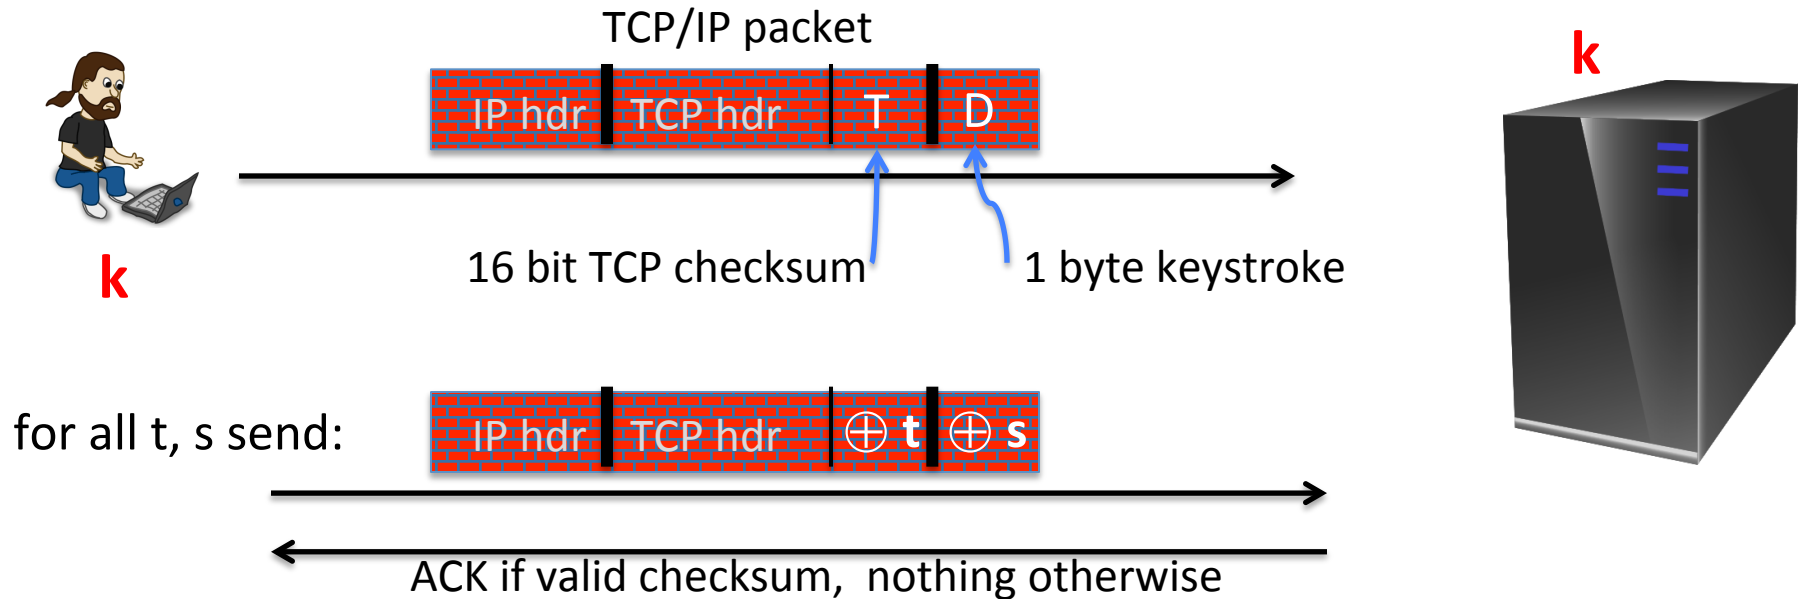 TCP/IP packet
k
IP hdr TCP hdr T D
16 bit TCP checksum 1 byte keystroke
k
for all t, s send: IP hdr TCP hdr ⊕ t ⊕ s
ACK if valid checksum, nothing otherwise